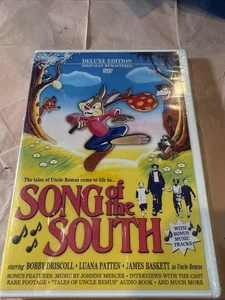 DELUXE EDITION
DIGITALLY REMASTERED
DVD
The tales of Uncle Remus come to life in...
SONG of the SOUTH
WITH
BONUS
MUSIC
TRACKS
starring BOBBY DRISCOLL • LUANA PATTEN • JAMES BASKETT as Uncle Remus
BONUS FEATURES: MUSIC BY JOHNNY MERCER • INTERVIEWS WITH THE CAST
RARE FOOTAGE • "TALES OF UNCLE REMUS" AUDIO BOOK • AND MUCH MORE